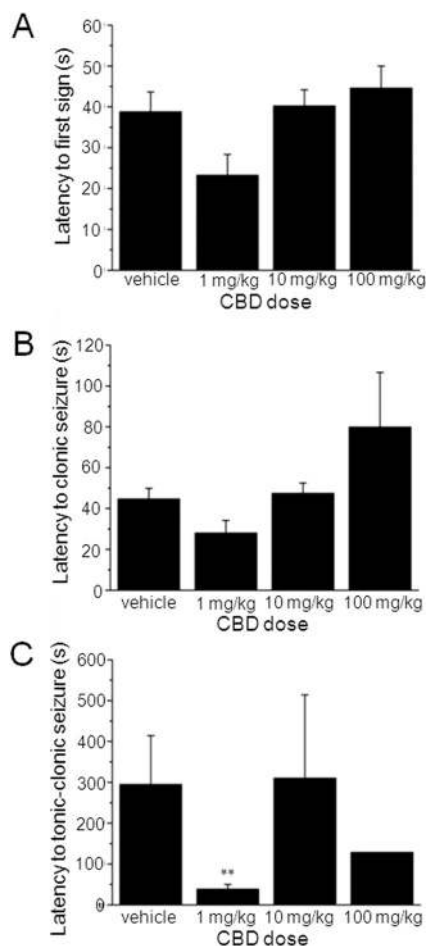 A
Latency to first sign (s)
60
50
40
30
20
10
0
vehicle 1 mg/kg 10 mg/kg 100 mg/kg
CBD dose
B
Latency to clonic seizure (s)
120
100
80
60
40
20
0
vehicle 1 mg/kg 10 mg/kg 100 mg/kg
CBD dose
C
Latency to tonic-clonic seizure (s)
600
500
400
300
200
100
0
**
vehicle 1 mg/kg 10 mg/kg 100 mg/kg
CBD dose